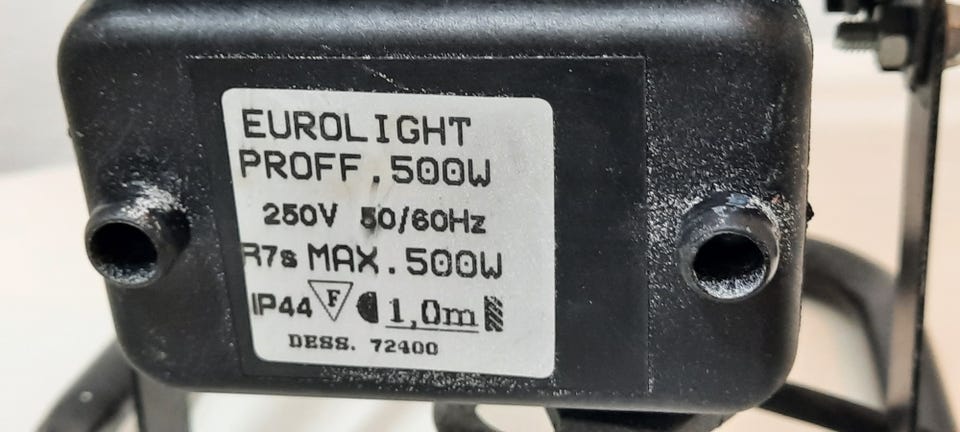 EUROLIGHT
PROFF.500W
250V 50/60Hz
R7s MAX.500W
IP44 F 1,0m
DESS. 72400